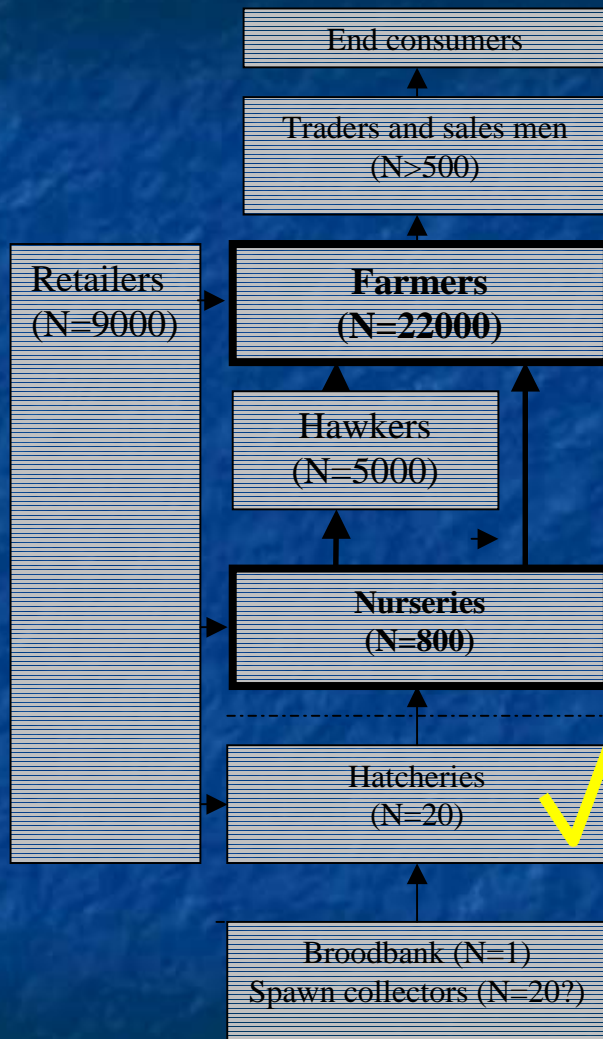 End consumers
Traders and sales men
(N>500)
Retailers
(N=9000)
Farmers
(N=22000)
Hawkers
(N=5000)
Nurseries
(N=800)
Hatcheries
(N=20)
Broodbank (N=1)
Spawn collectors (N=20?)